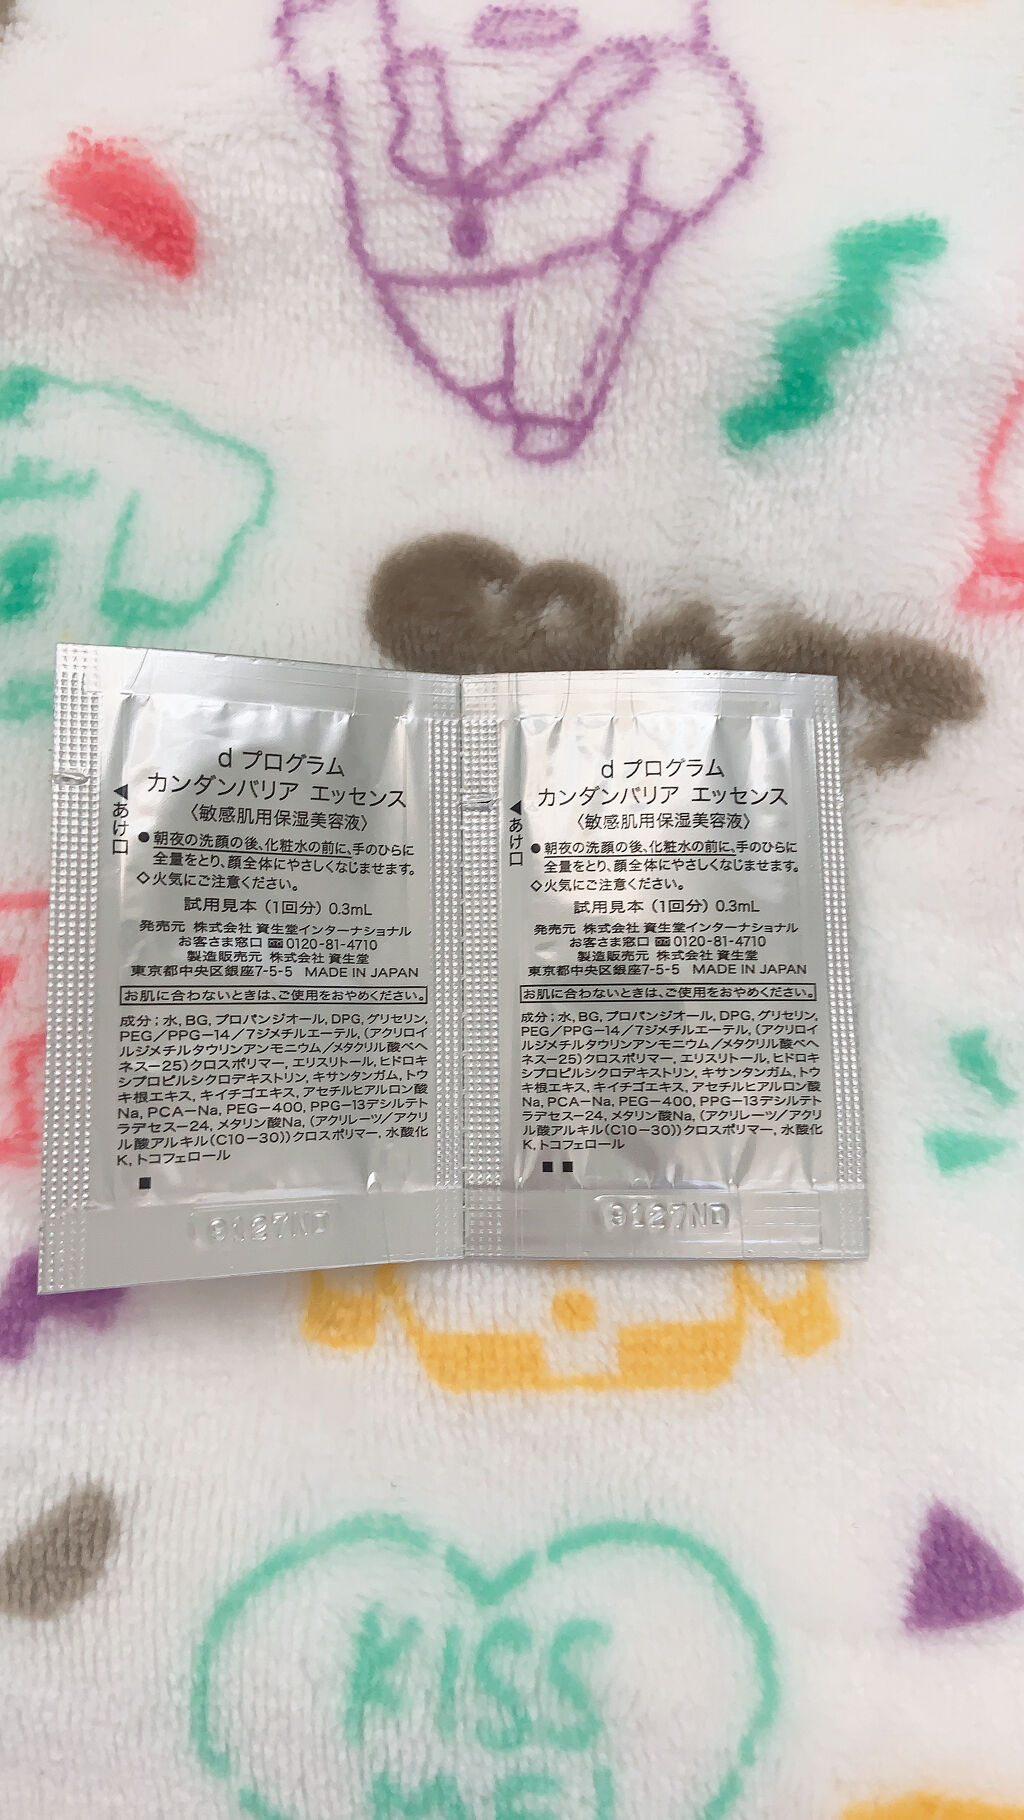 d プログラム
カンダンバリア エッセンス
〈敏感肌用保湿美容液〉
◀あけ口
●朝夜の洗顔の後、化粧水の前に、手のひらに
全量をとり、顔全体にやさしくなじませます。
◇火気にご注意ください。
試用見本（1回分）0.3mL
発売元 株式会社 資生堂インターナショナル
お客さま窓口 0120-81-4710
製造販売元 株式会社 資生堂
東京都中央区銀座7-5-5 MADE IN JAPAN
お肌に合わないときは、ご使用をおやめください。
成分；水, BG, プロパンジオール, DPG, グリセリン,
PEG／PPG−14／7ジメチルエーテル, (アクリロイ
ルジメチルタウリンアンモニウム／メタクリル酸ベヘ
ネス−25)クロスポリマー, エリスリトール, ヒドロキ
シプロピルシクロデキストリン, キサンタンガム, トウ
キ根エキス, キイチゴエキス, アセチルヒアルロン酸
Na, PCA−Na, PEG−400, PPG−13デシルテト
ラデセス−24, メタリン酸Na, (アクリレーツ／アクリ
ル酸アルキル(C10−30))クロスポリマー, 水酸化
K, トコフェロール
■
9127ND
d プログラム
カンダンバリア エッセンス
〈敏感肌用保湿美容液〉
◀あけ口
●朝夜の洗顔の後、化粧水の前に、手のひらに
全量をとり、顔全体にやさしくなじませます。
◇火気にご注意ください。
試用見本（1回分）0.3mL
発売元 株式会社 資生堂インターナショナル
お客さま窓口 0120-81-4710
製造販売元 株式会社 資生堂
東京都中央区銀座7-5-5 MADE IN JAPAN
お肌に合わないときは、ご使用をおやめください。
成分；水, BG, プロパンジオール, DPG, グリセリン,
PEG／PPG−14／7ジメチルエーテル, (アクリロイ
ルジメチルタウリンアンモニウム／メタクリル酸ベヘ
ネス−25)クロスポリマー, エリスリトール, ヒドロキ
シプロピルシクロデキストリン, キサンタンガム, トウ
キ根エキス, キイチゴエキス, アセチルヒアルロン酸
Na, PCA−Na, PEG−400, PPG−13デシルテト
ラデセス−24, メタリン酸Na, (アクリレーツ／アクリ
ル酸アルキル(C10−30))クロスポリマー, 水酸化
K, トコフェロール
■ ■
9127ND
KISS
ME!